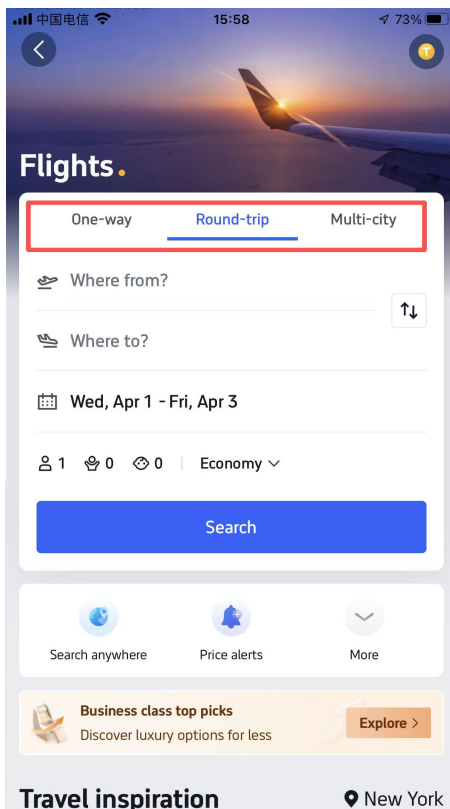 中国电信 15:58 73%
T
Flights.
One-way Round-trip Multi-city
Where from?
Where to?
Wed, Apr 1 - Fri, Apr 3
1 0 0 Economy
Search
Search anywhere Price alerts More
Business class top picks
Discover luxury options for less
Explore >
Travel inspiration New York